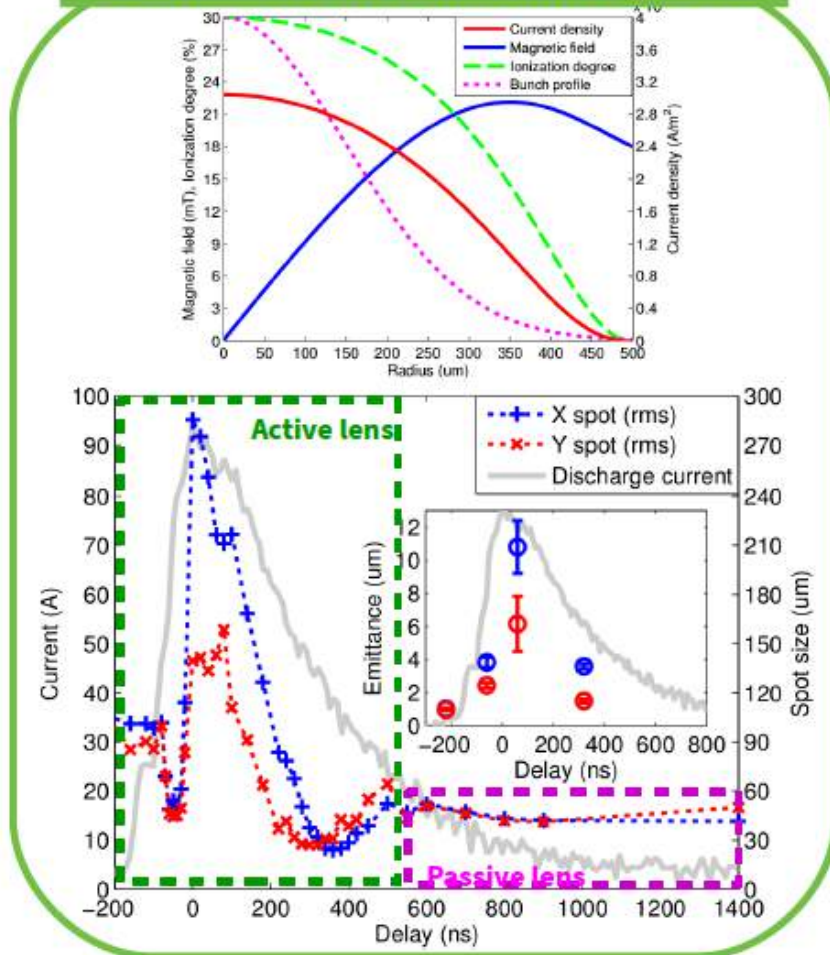 Current density
Magnetic field
Ionization degree
Bunch profile
Magnetic field (mT), Ionization degree (%)
Current density (A/m²)
30
27
24
21
18
15
12
9
6
3
0
4
3.6
3.2
2.8
2.4
2
1.6
1.2
0.8
0.4
0
0 50 100 150 200 250 300 350 400 450 500
Radius (um)
Active lens
X spot (rms)
Y spot (rms)
Discharge current
Current (A)
100
90
80
70
60
50
40
30
20
10
0
Emittance (um)
12
10
8
6
4
2
0
−300 −200 0 200 400 600 800
Delay (ns)
Spot size (um)
300
270
240
210
180
150
120
90
60
30
0
Passive lens
−200 0 200 400 600 800 1000 1200 1400
Delay (ns)